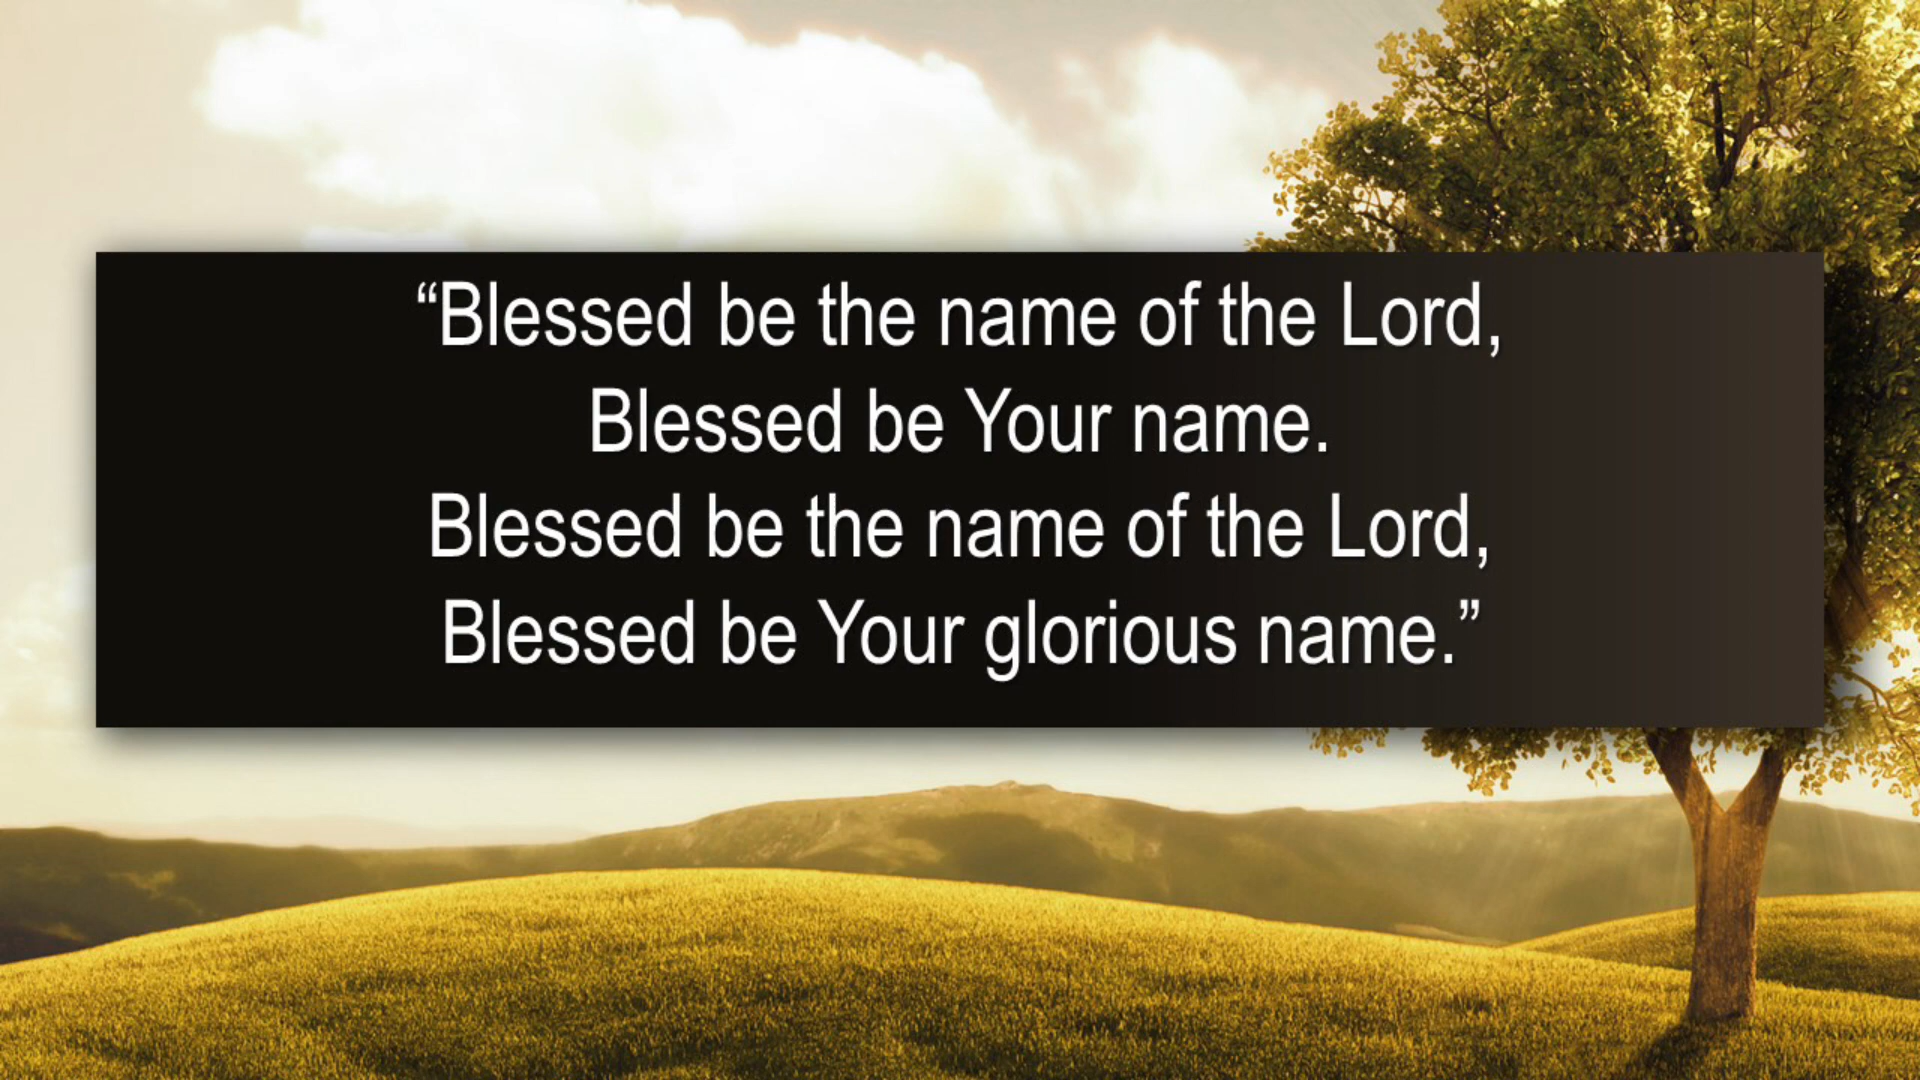 “Blessed be the name of the Lord,
Blessed be Your name.
Blessed be the name of the Lord,
Blessed be Your glorious name.”